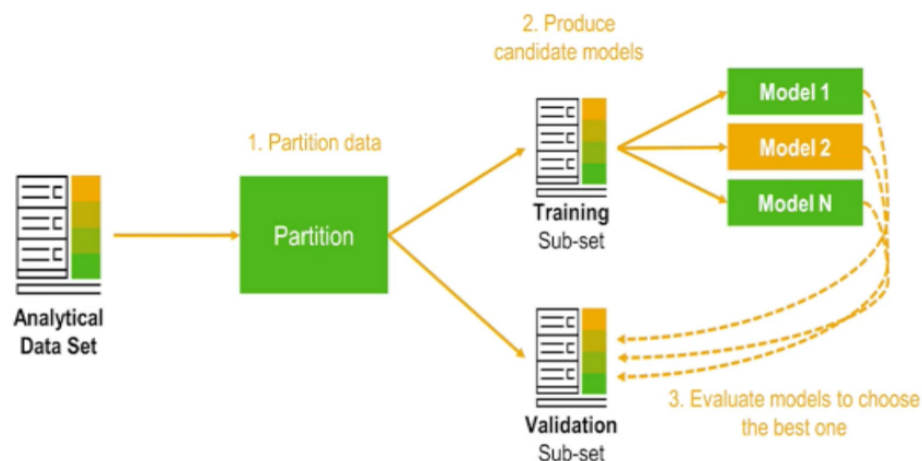 2. Produce
candidate models
Model 1
1. Partition data
Model 2
Partition
Model N
Training
Sub-set
Analytical
Data Set
3. Evaluate models to choose
the best one
Validation
Sub-set